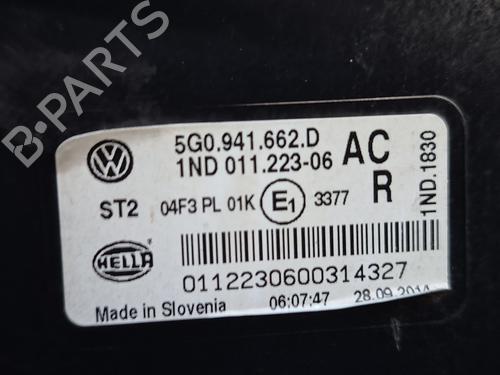 5G0.941.662.D
1ND 011.223-06
AC
R
ST2
04F3 PL 01K
E1
3377
1ND.1830
HELLA
0112230600314327
Made in Slovenia
06:07:47
28.09.2014
B-PARTS